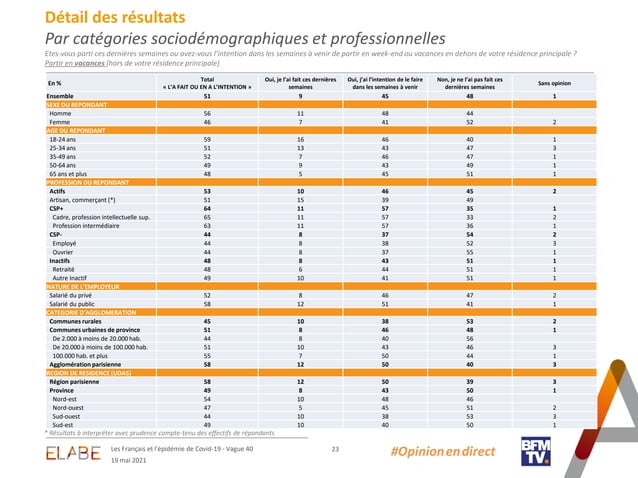 Détail des résultats
Par catégories sociodémographiques et professionnelles
Etes-vous parti ces dernières semaines ou avez-vous l'intention dans les semaines à venir de partir en week-end ou vacances en dehors de votre résidence principale ?
Partir en vacances (hors de votre résidence principale)
En % Total « L'A FAIT OU EN A L'INTENTION » Oui, je l'ai fait ces dernières semaines Oui, j'ai l'intention de le faire dans les semaines à venir Non, je ne l'ai pas fait ces dernières semaines Sans opinion
Ensemble 51 9 45 48 1
SEXE DU REPONDANT
Homme 56 11 48 44
Femme 46 7 41 52 2
AGE DU REPONDANT
18-24 ans 59 16 46 40 1
25-34 ans 51 13 43 47 3
35-49 ans 52 7 46 47 1
50-64 ans 49 9 43 49 1
65 ans et plus 48 5 45 51 1
PROFESSION DU REPONDANT
Actifs 53 10 46 45 2
Artisan, commerçant (*) 51 15 39 49
CSP+ 64 11 57 35 1
Cadre, profession intellectuelle sup. 65 11 57 33 2
Profession intermédiaire 63 11 57 36 1
CSP- 44 8 37 54 2
Employé 44 8 38 52 3
Ouvrier 44 8 37 55 1
Inactifs 48 8 43 51 1
Retraité 48 6 44 51 1
Autre inactif 49 10 41 51 1
NATURE DE L'EMPLOYEUR
Salarié du privé 52 8 46 47 2
Salarié du public 58 12 51 41 1
CATEGORIE D'AGGLOMERATION
Communes rurales 45 10 38 53 2
Communes urbaines de province 51 8 46 48 1
De 2.000 à moins de 20.000 hab. 44 8 40 56
De 20.000 à moins de 100.000 hab. 51 10 43 46 3
100.000 hab. et plus 55 7 50 44 1
Agglomération parisienne 58 12 50 40 3
REGION DE RESIDENCE (UDA5)
Région parisienne 58 12 50 39 3
Province 49 8 43 50 1
Nord-est 54 10 48 46
Nord-ouest 47 5 45 51 2
Sud-ouest 44 10 38 53 3
Sud-est 49 10 40 50 1
* Résultats à interpréter avec prudence compte-tenu des effectifs de répondants
ELABE
Les Français et l'épidémie de Covid-19 - Vague 40
19 mai 2021
23
#Opinionendirect
BFM
TV.